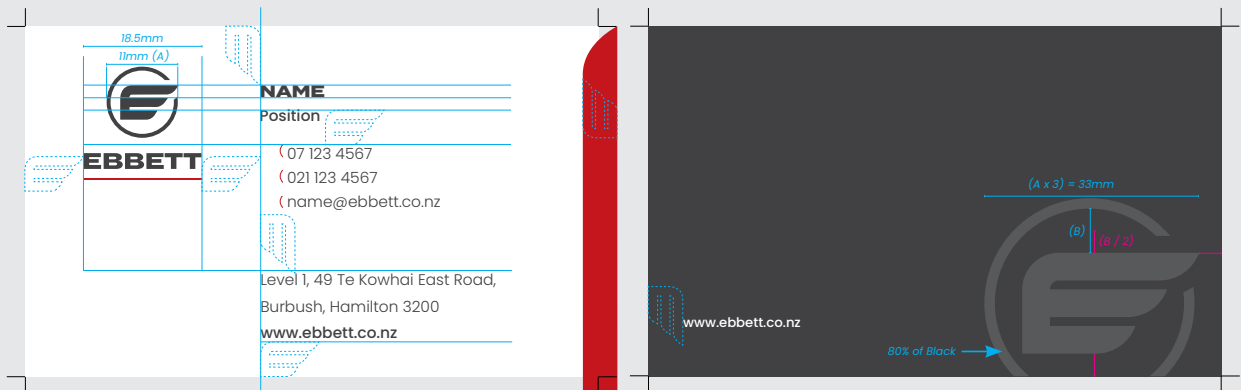 18.5mm
11mm (A)
EBBETT
NAME
Position
( 07 123 4567
( 021 123 4567
( name@ebbett.co.nz
Level 1, 49 Te Kowhai East Road,
Burbush, Hamilton 3200
www.ebbett.co.nz
(A x 3) = 33mm
(B)
(B / 2)
www.ebbett.co.nz
80% of Black